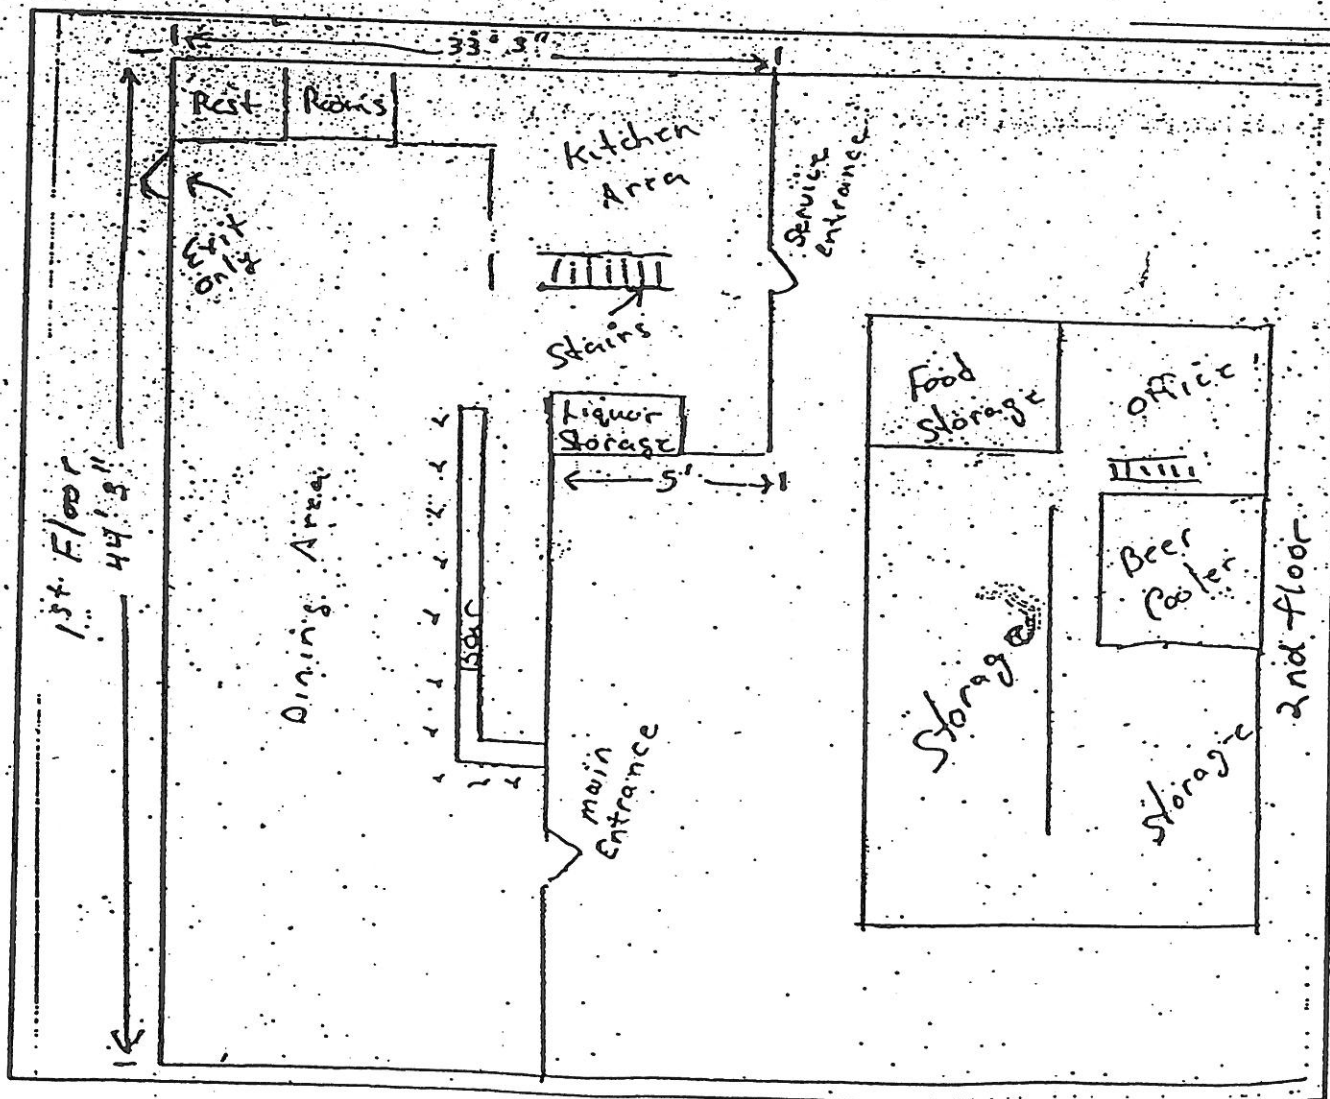 33' 3"
Rest Rooms
Kitchen
Area
Service
entrance
Exit
only
Stairs
Liquor
Storage
5'
1st. Floor
44' 3"
Dining Area
Bar
main
Entrance
Food
Storage
office
Beer
Cooler
Storage
Storage
2nd floor